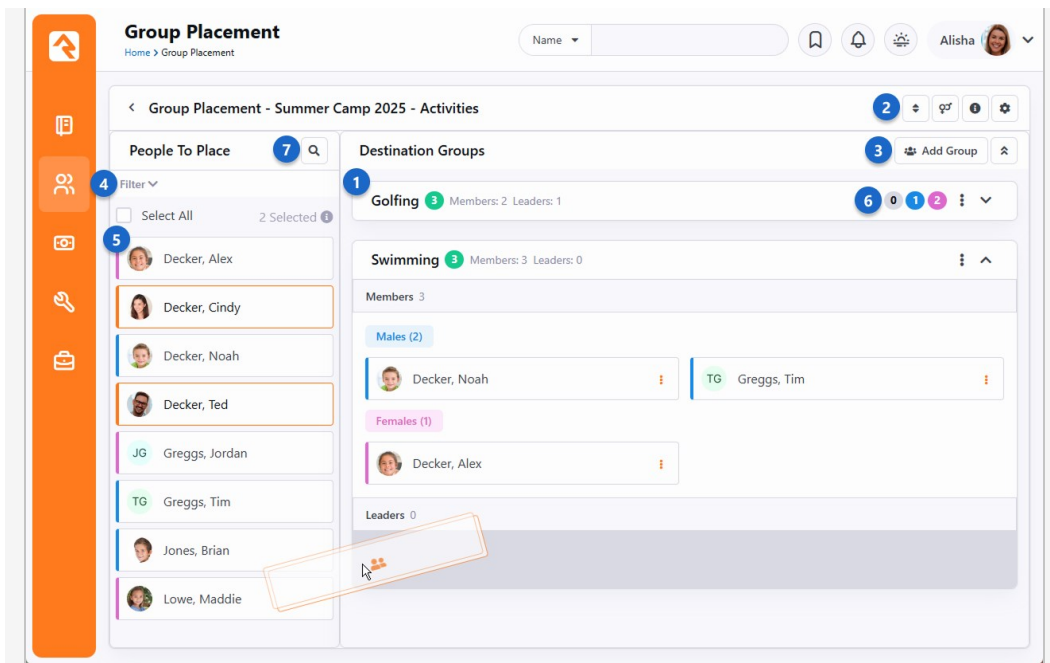 Group Placement
Home > Group Placement
Name
Alisha
Group Placement - Summer Camp 2025 - Activities
2
People To Place
7
Destination Groups
3
Add Group
4
Filter
1
Golfing 3 Members: 2 Leaders: 1
6 0 1 2
Select All
2 Selected
5
Decker, Alex
Decker, Cindy
Decker, Noah
Decker, Ted
JG Greggs, Jordan
TG Greggs, Tim
Jones, Brian
Lowe, Maddie
Swimming 3 Members: 3 Leaders: 0
Members 3
Males (2)
Decker, Noah
TG Greggs, Tim
Females (1)
Decker, Alex
Leaders 0